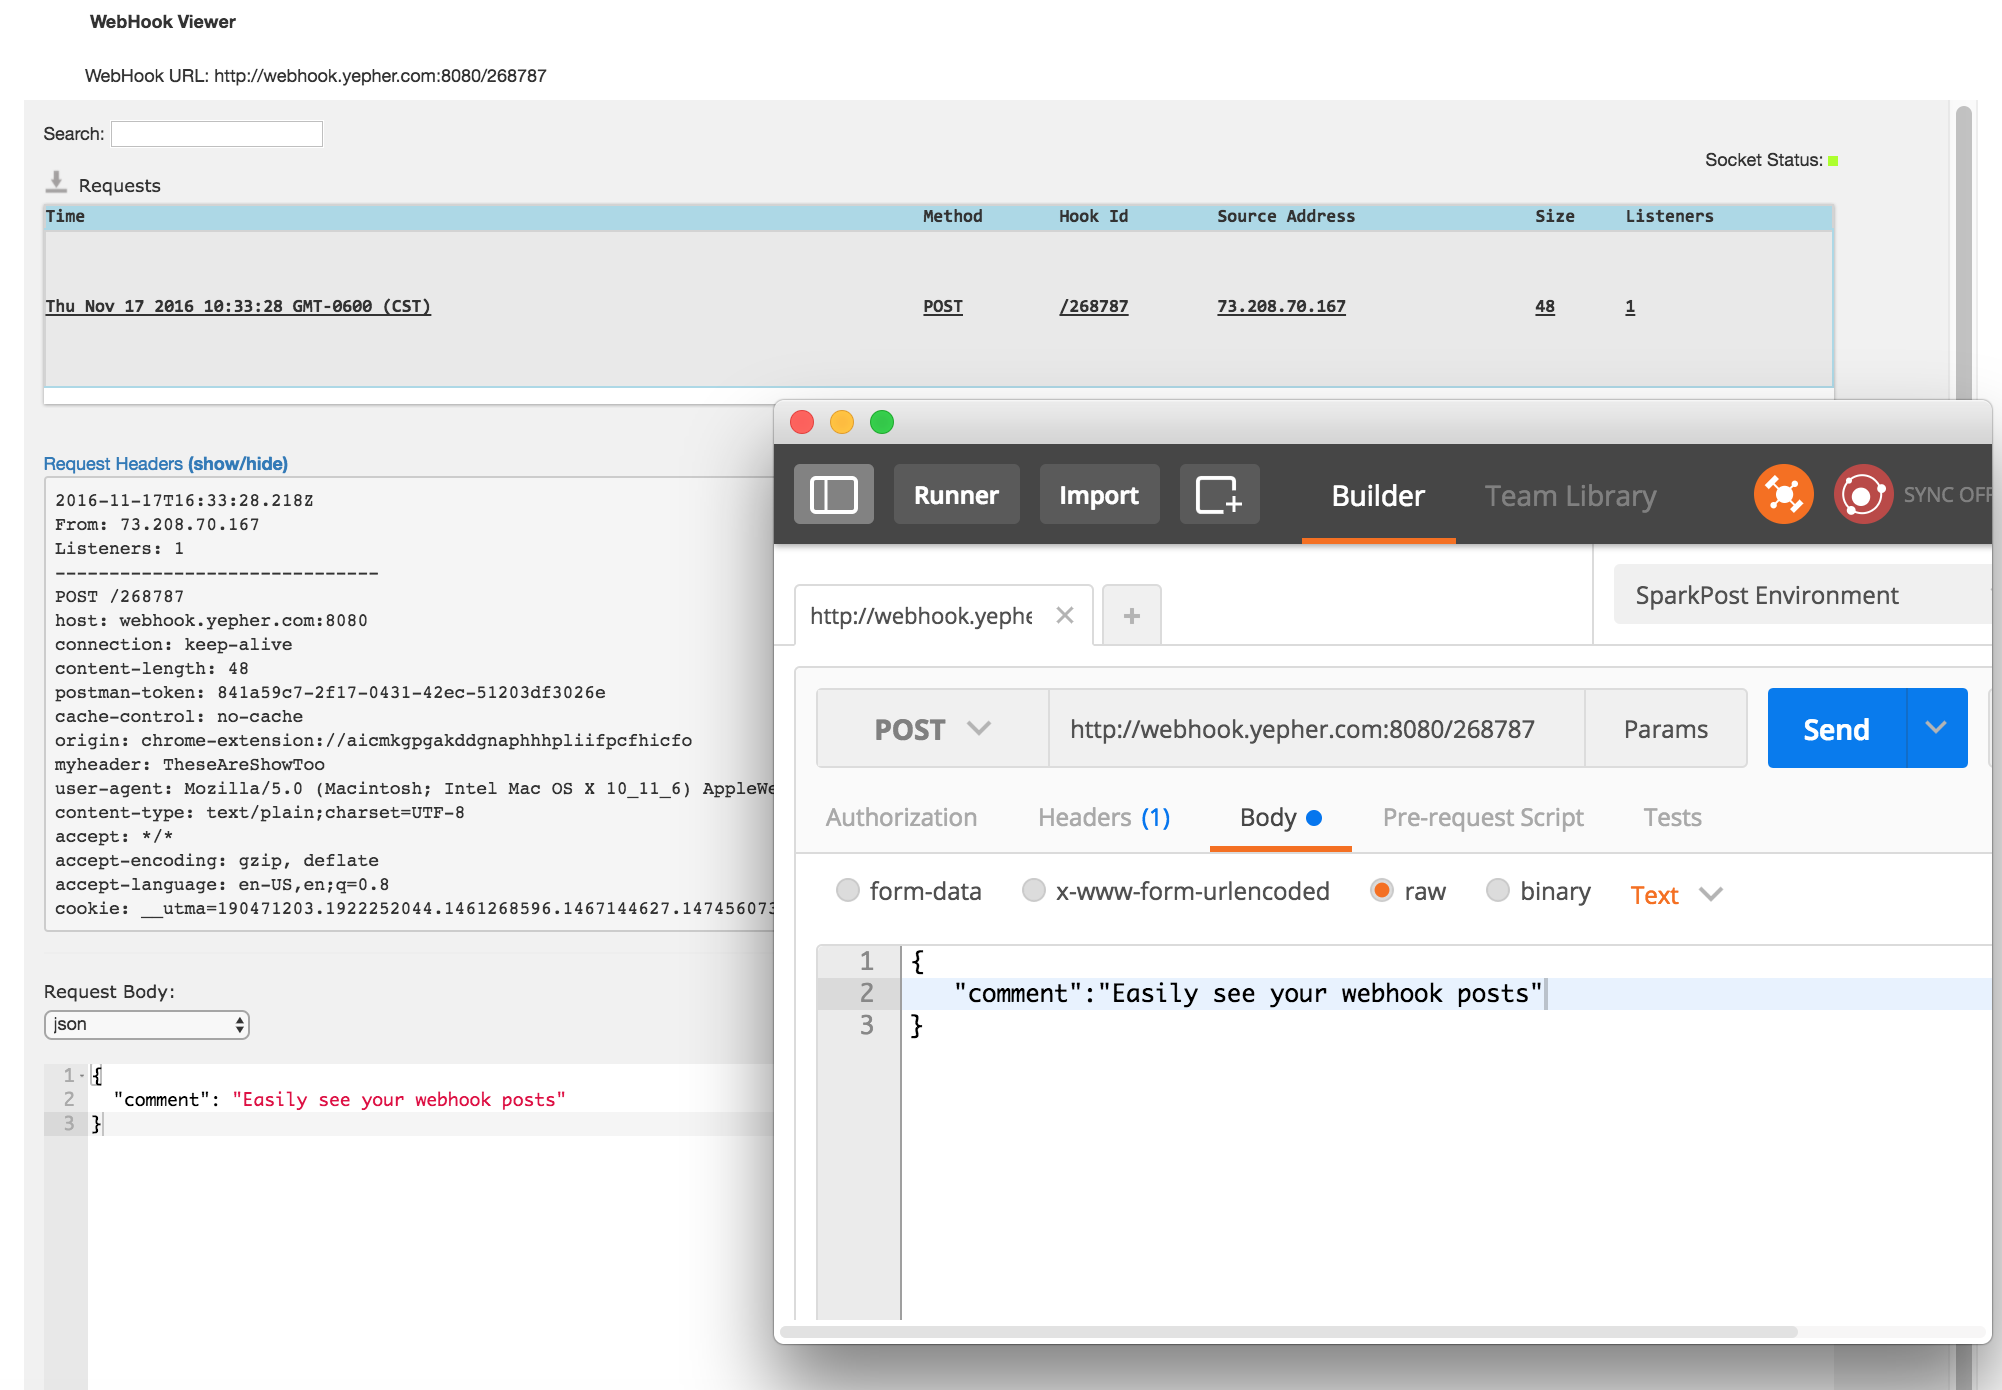 WebHook Viewer
WebHook URL: http://webhook.yepher.com:8080/268787
Search:
Socket Status:
Requests
Time Method Hook Id Source Address Size Listeners
Thu Nov 17 2016 10:33:28 GMT-0600 (CST) POST /268787 73.208.70.167 48 1
Request Headers (show/hide)
2016-11-17T16:33:28.218Z
From: 73.208.70.167
Listeners: 1
------------------------------
POST /268787
host: webhook.yepher.com:8080
connection: keep-alive
content-length: 48
postman-token: 841a59c7-2f17-0431-42ec-51203df3026e
cache-control: no-cache
origin: chrome-extension://aicmkgpgakddgnaphhhpliifpcfhicfo
myheader: TheseAreShowToo
user-agent: Mozilla/5.0 (Macintosh; Intel Mac OS X 10_11_6) AppleWe
content-type: text/plain;charset=UTF-8
accept: */*
accept-encoding: gzip, deflate
accept-language: en-US,en;q=0.8
cookie: __utma=190471203.1922252044.1461268596.1467144627.147456073
Request Body:
json
1 {
2 "comment": "Easily see your webhook posts"
3 }
Runner Import Builder Team Library SYNC OFF
http://webhook.yephe
SparkPost Environment
POST http://webhook.yepher.com:8080/268787 Params Send
Authorization Headers (1) Body Pre-request Script Tests
form-data x-www-form-urlencoded raw binary Text
1 {
2 "comment":"Easily see your webhook posts"
3 }